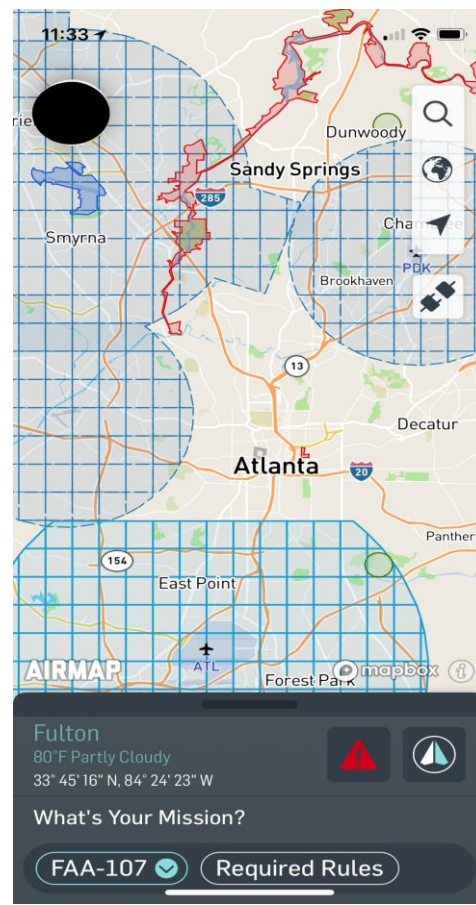 11:33
Dunwoody
Sandy Springs
285
Smyrna
PDK
Brookhaven
13
Decatur
Atlanta
20
Panther
154
East Point
ATL
AIRMAP
mapbox
Forest Park
Fulton
80°F Partly Cloudy
33° 45' 16" N, 84° 24' 23" W
What's Your Mission?
FAA-107
Required Rules